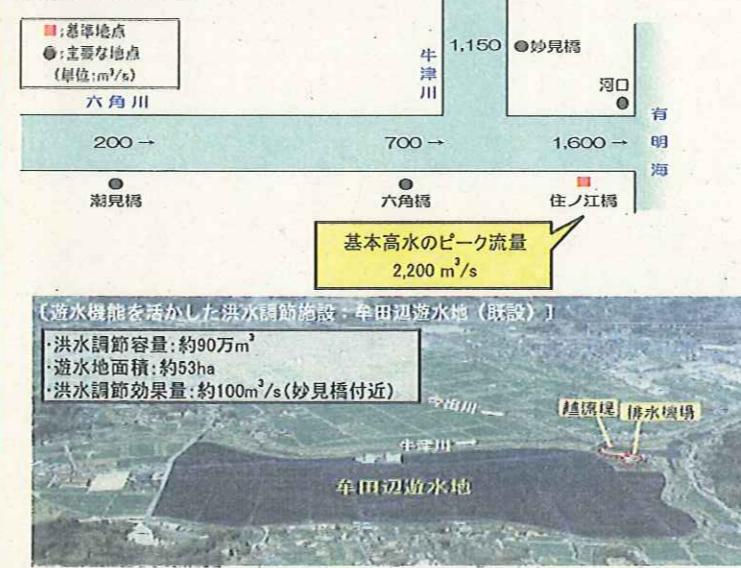 ■:基準地点
●:主要な地点
(単位:m³/s)
六角川
牛津川
1,150
●妙見橋
河口
有明海
200→
700→
1,600→
潮見橋
六角橋
住ノ江橋
基本高水のピーク流量
2,200 m³/s
〔遊水機能を活かした洪水調節施設:牟田辺遊水地(既設)〕
・洪水調節容量:約90万m³
・遊水地面積:約53ha
・洪水調節効果量:約100m³/s(妙見橋付近)
今出川
越流堤
排水機場
牛津川
牟田辺遊水地